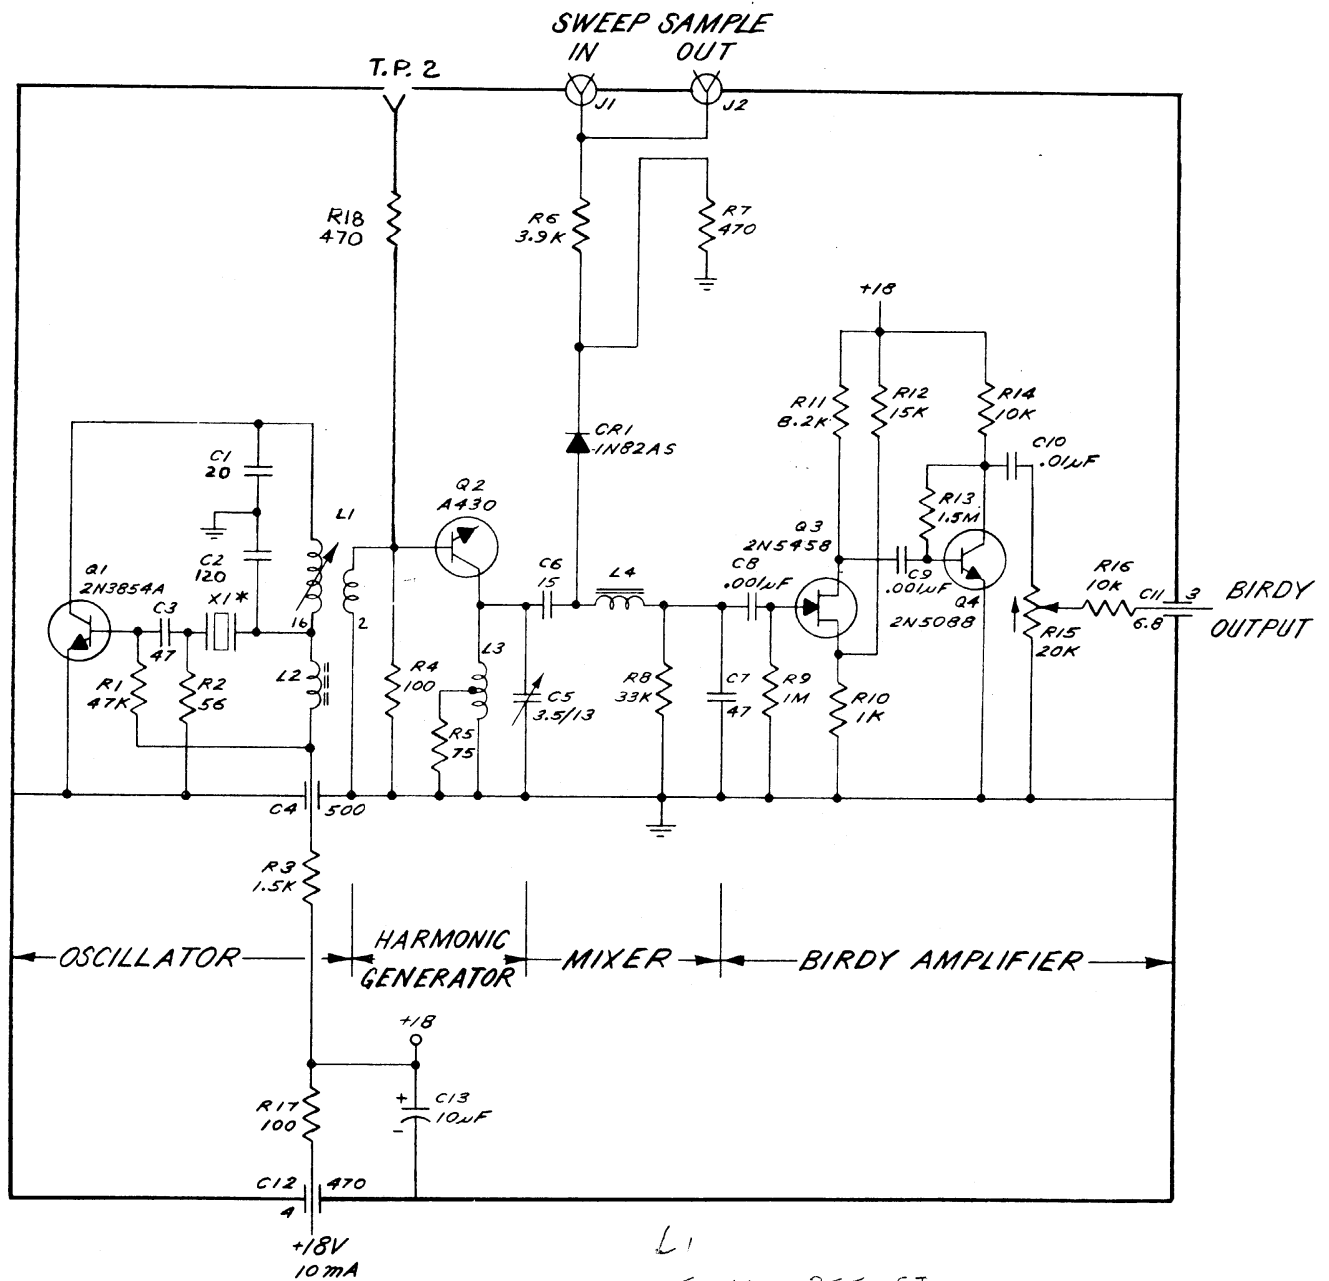 SWEEP SAMPLE
IN OUT
T.P. 2
J1
J2
R18
470
R6
3.9K
R7
470
+18
R11
8.2K
R12
15K
R14
10K
C10
.01µF
CR1
1N82AS
C1
20
L1
Q2
A430
R13
1.5M
Q3
2N5458
C2
120
Q1
2N3854A
C3
47
X1*
16
2
C6
15
L4
C8
.001µF
C9
.001µF
Q4
2N5088
R16
10K
C11
3
6.8
BIRDY
OUTPUT
R15
20K
L2
L3
R1
47K
R2
56
R4
100
R5
75
C5
3.5/13
R8
33K
C7
47
R9
1M
R10
1K
C4
500
R3
1.5K
OSCILLATOR
HARMONIC
GENERATOR
MIXER
BIRDY AMPLIFIER
+18
R17
100
+
C13
10µF
-
C12
470
4
+18V
10mA
L1